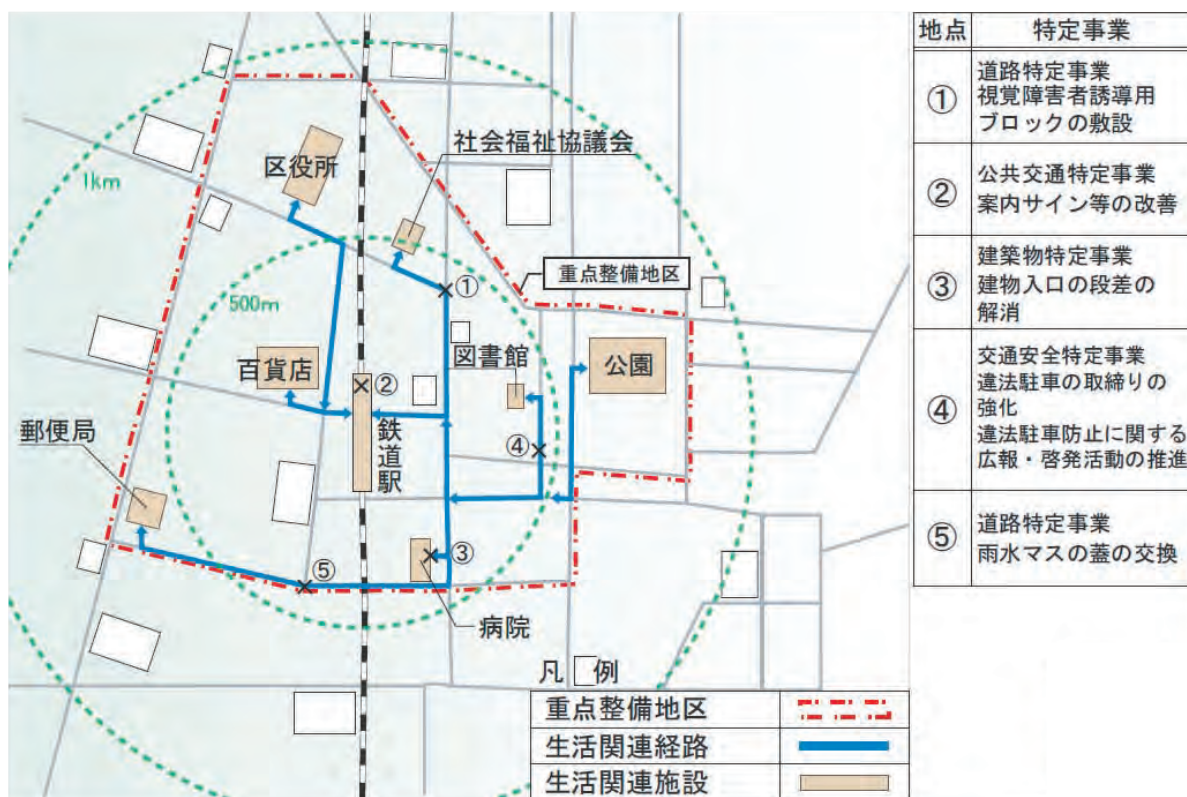 区役所
社会福祉協議会
1km
①
重点整備地区
500m
図書館
公園
百貨店
②
鉄道駅
④
郵便局
③
⑤
病院
凡 例
重点整備地区
生活関連経路
生活関連施設
地点 特定事業
① 道路特定事業
視覚障害者誘導用
ブロックの敷設
② 公共交通特定事業
案内サイン等の改善
③ 建築物特定事業
建物入口の段差の
解消
④ 交通安全特定事業
違法駐車の取締りの
強化
違法駐車防止に関する
広報・啓発活動の推進
⑤ 道路特定事業
雨水マスの蓋の交換